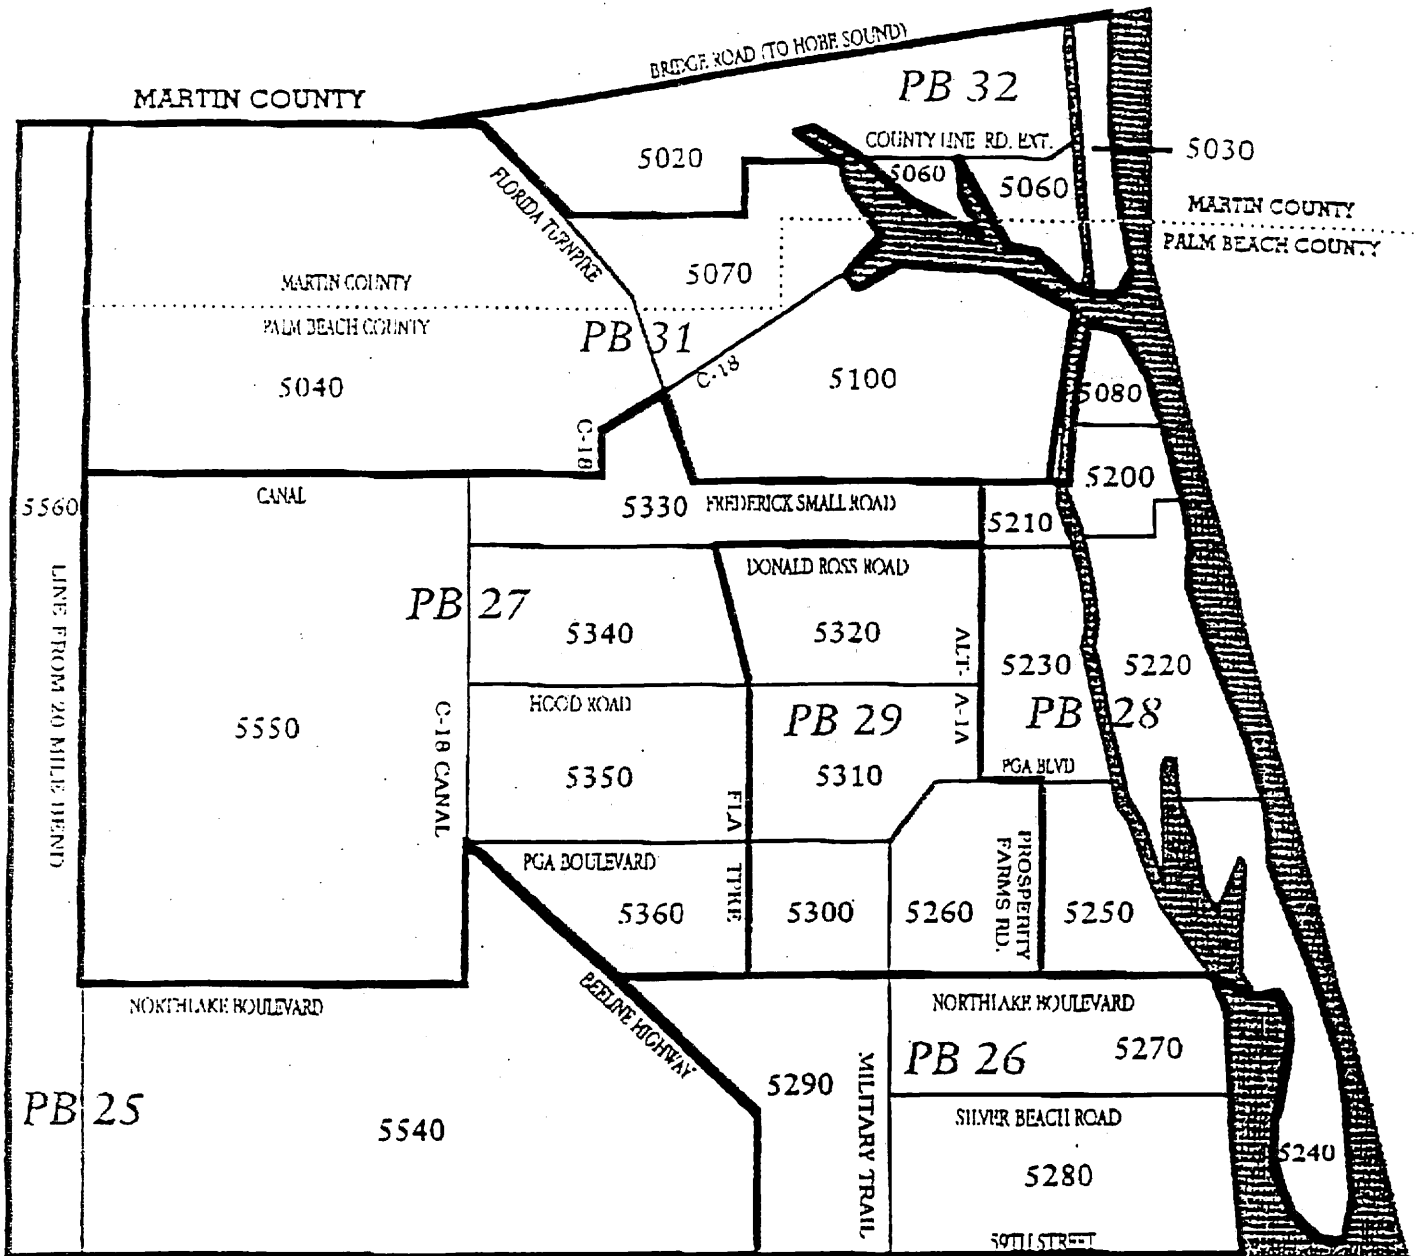 BRIDGE ROAD (TO HOBE SOUND)
PB 32
MARTIN COUNTY
COUNTY LINE RD. EXT.
5020
5030
5060
5060
FLORIDA TURNPIKE
MARTIN COUNTY
PALM BEACH COUNTY
5070
MARTIN COUNTY
PALM BEACH COUNTY
PB 31
C-18
5040
5100
5080
C-18
5200
CANAL
5560
5330
FREDERICK SMALL ROAD
5210
LINE FROM 20 MILE BEND
DONALD ROSS ROAD
PB 27
5340
5320
ALT-
A-1A
5230
5220
HOOD ROAD
PB 29
PB 28
5550
C-18 CANAL
PGA BLVD
5350
5310
FLA
TPKE
PGA BOULEVARD
PROSPERITY
FARMS RD.
5360
5300
5260
5250
BEELINE HIGHWAY
NORTHLAKE BOULEVARD
NORTHLAKE BOULEVARD
PB 26
5270
5290
MILITARY TRAIL
PB 25
5540
SILVER BEACH ROAD
5240
5280
59TH STREET